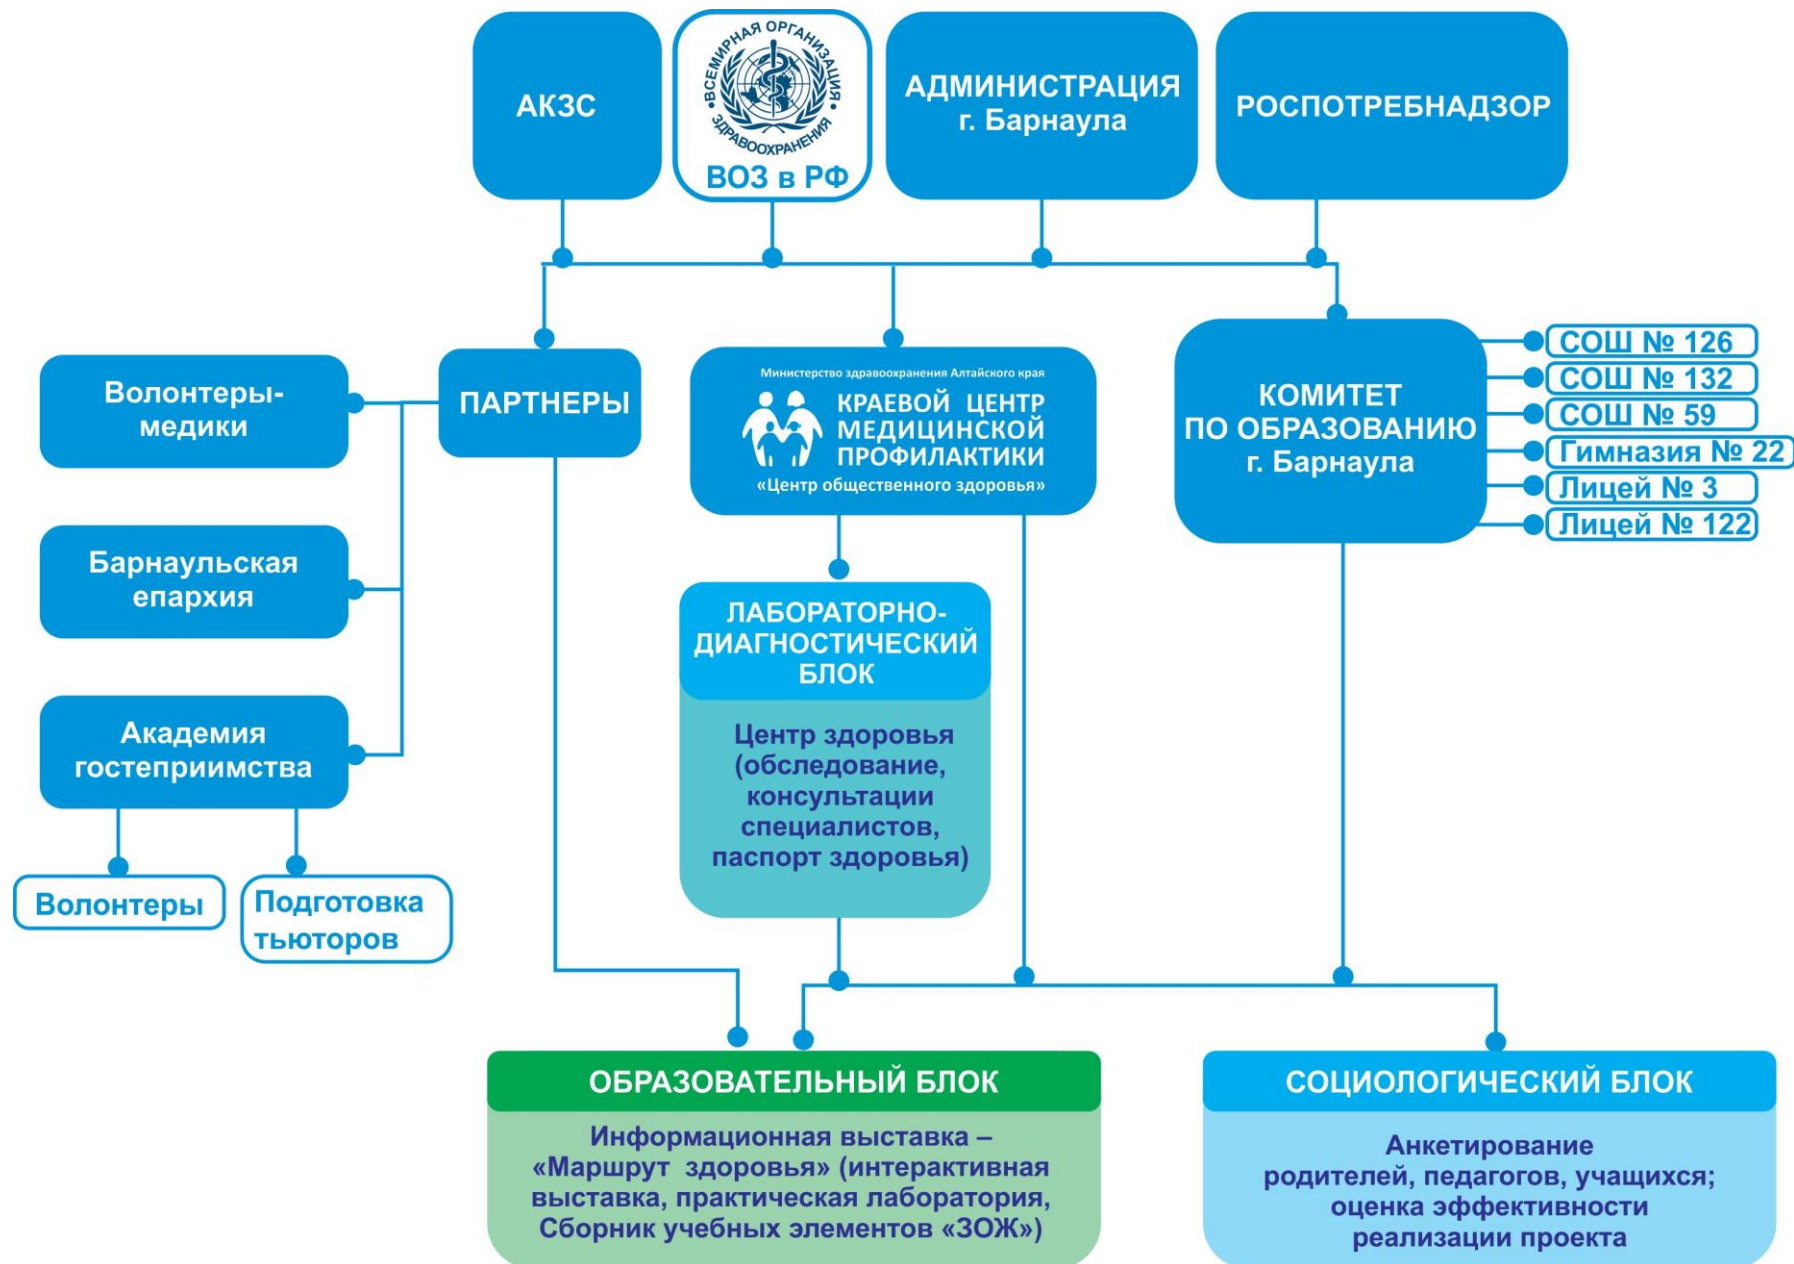 АКЗС
ВСЕМИРНАЯ ОРГАНИЗАЦИЯ
ЗДРАВООХРАНЕНИЯ
ВОЗ в РФ
АДМИНИСТРАЦИЯ
г. Барнаула
РОСПОТРЕБНАДЗОР
Волонтеры-
медики
Барнаульская
епархия
Академия
гостеприимства
Волонтеры
Подготовка
тьюторов
ПАРТНЕРЫ
Министерство здравоохранения Алтайского края
КРАЕВОЙ ЦЕНТР
МЕДИЦИНСКОЙ
ПРОФИЛАКТИКИ
«Центр общественного здоровья»
КОМИТЕТ
ПО ОБРАЗОВАНИЮ
г. Барнаула
СОШ № 126
СОШ № 132
СОШ № 59
Гимназия № 22
Лицей № 3
Лицей № 122
ЛАБОРАТОРНО-
ДИАГНОСТИЧЕСКИЙ
БЛОК
Центр здоровья
(обследование,
консультации
специалистов,
паспорт здоровья)
ОБРАЗОВАТЕЛЬНЫЙ БЛОК
Информационная выставка –
«Маршрут здоровья» (интерактивная
выставка, практическая лаборатория,
Сборник учебных элементов «ЗОЖ»)
СОЦИОЛОГИЧЕСКИЙ БЛОК
Анкетирование
родителей, педагогов, учащихся;
оценка эффективности
реализации проекта